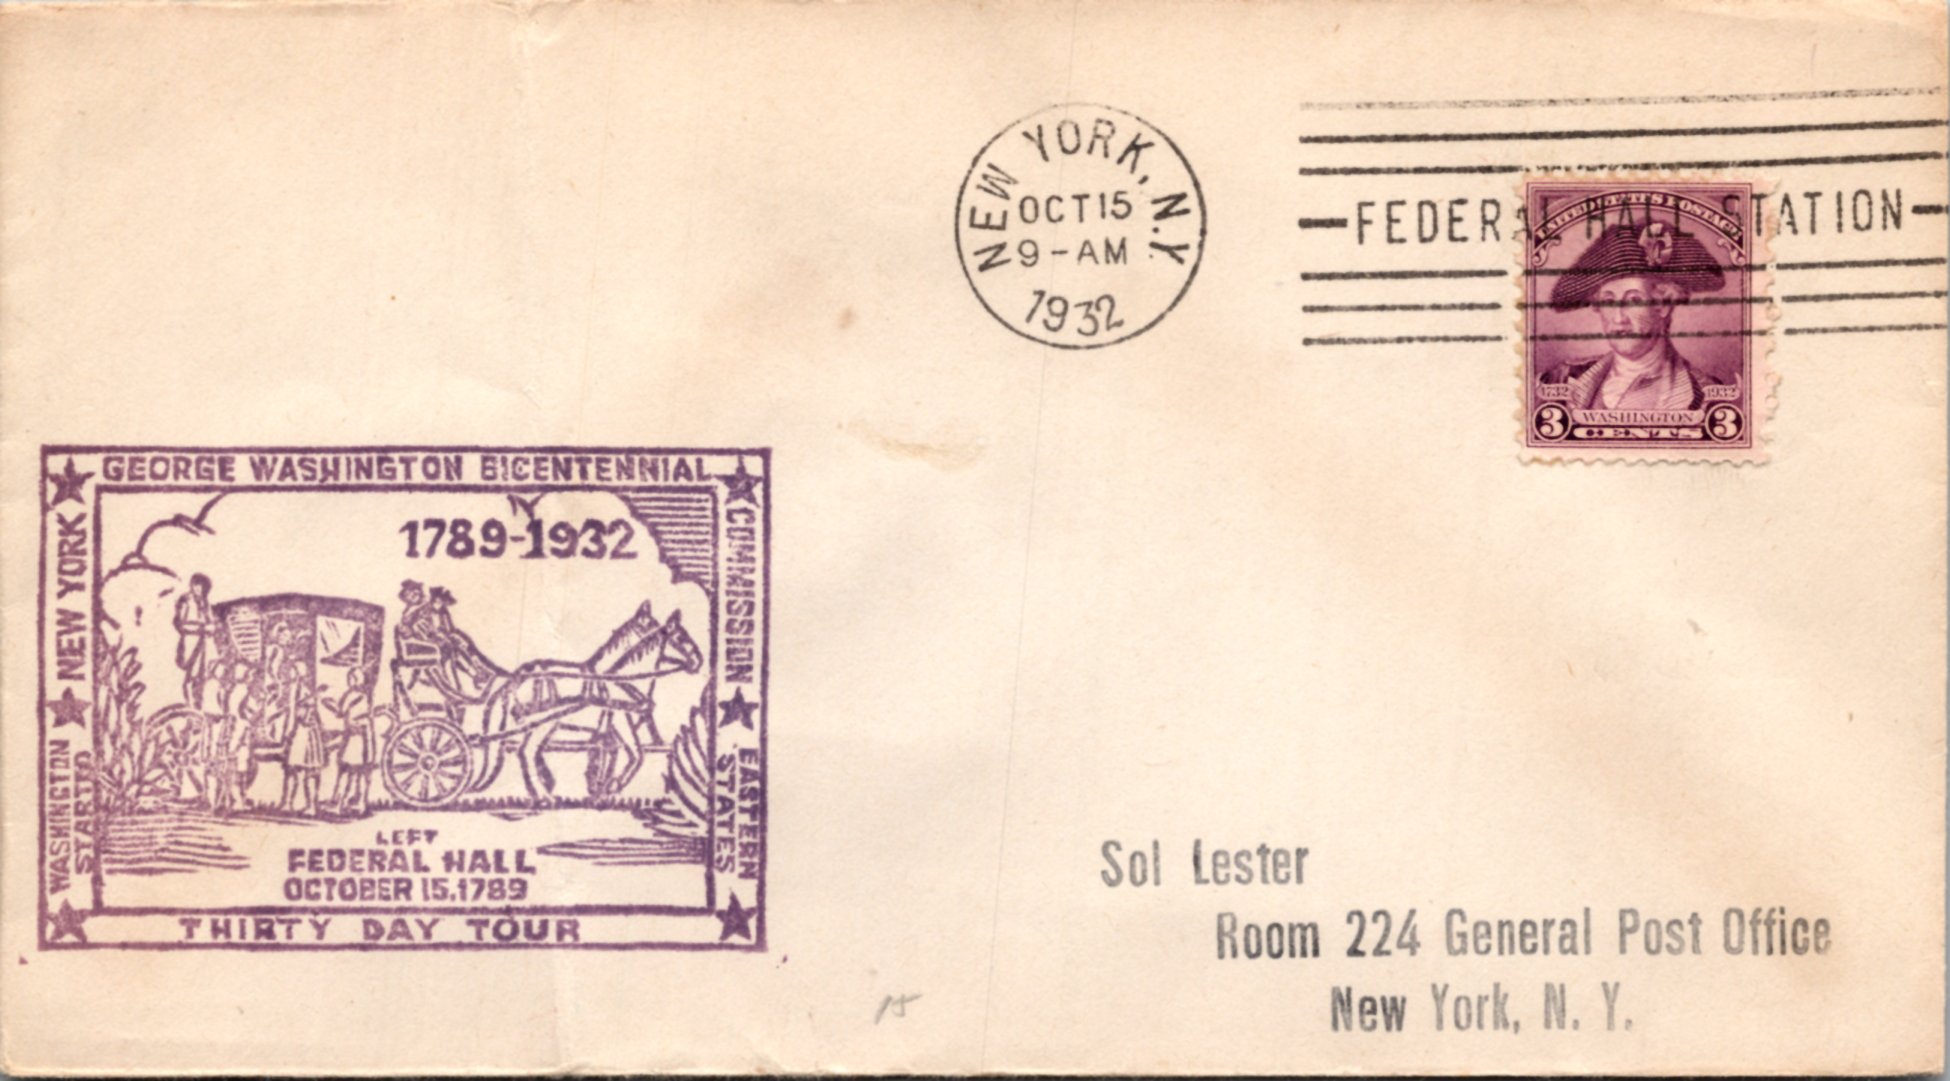 NEW YORK, N.Y.
OCT 15
9-AM
1932
FEDERAL HALL STATION
UNITED STATES POSTAGE
1732 1932
3 WASHINGTON 3
CENTS
GEORGE WASHINGTON BICENTENNIAL
COMMISSION
EASTERN
STATES
NEW YORK
WASHINGTON
STARTS
1789-1932
LEFT
FEDERAL HALL
OCTOBER 15, 1789
THIRTY DAY TOUR
Sol Lester
Room 224 General Post Office
New York, N. Y.
15